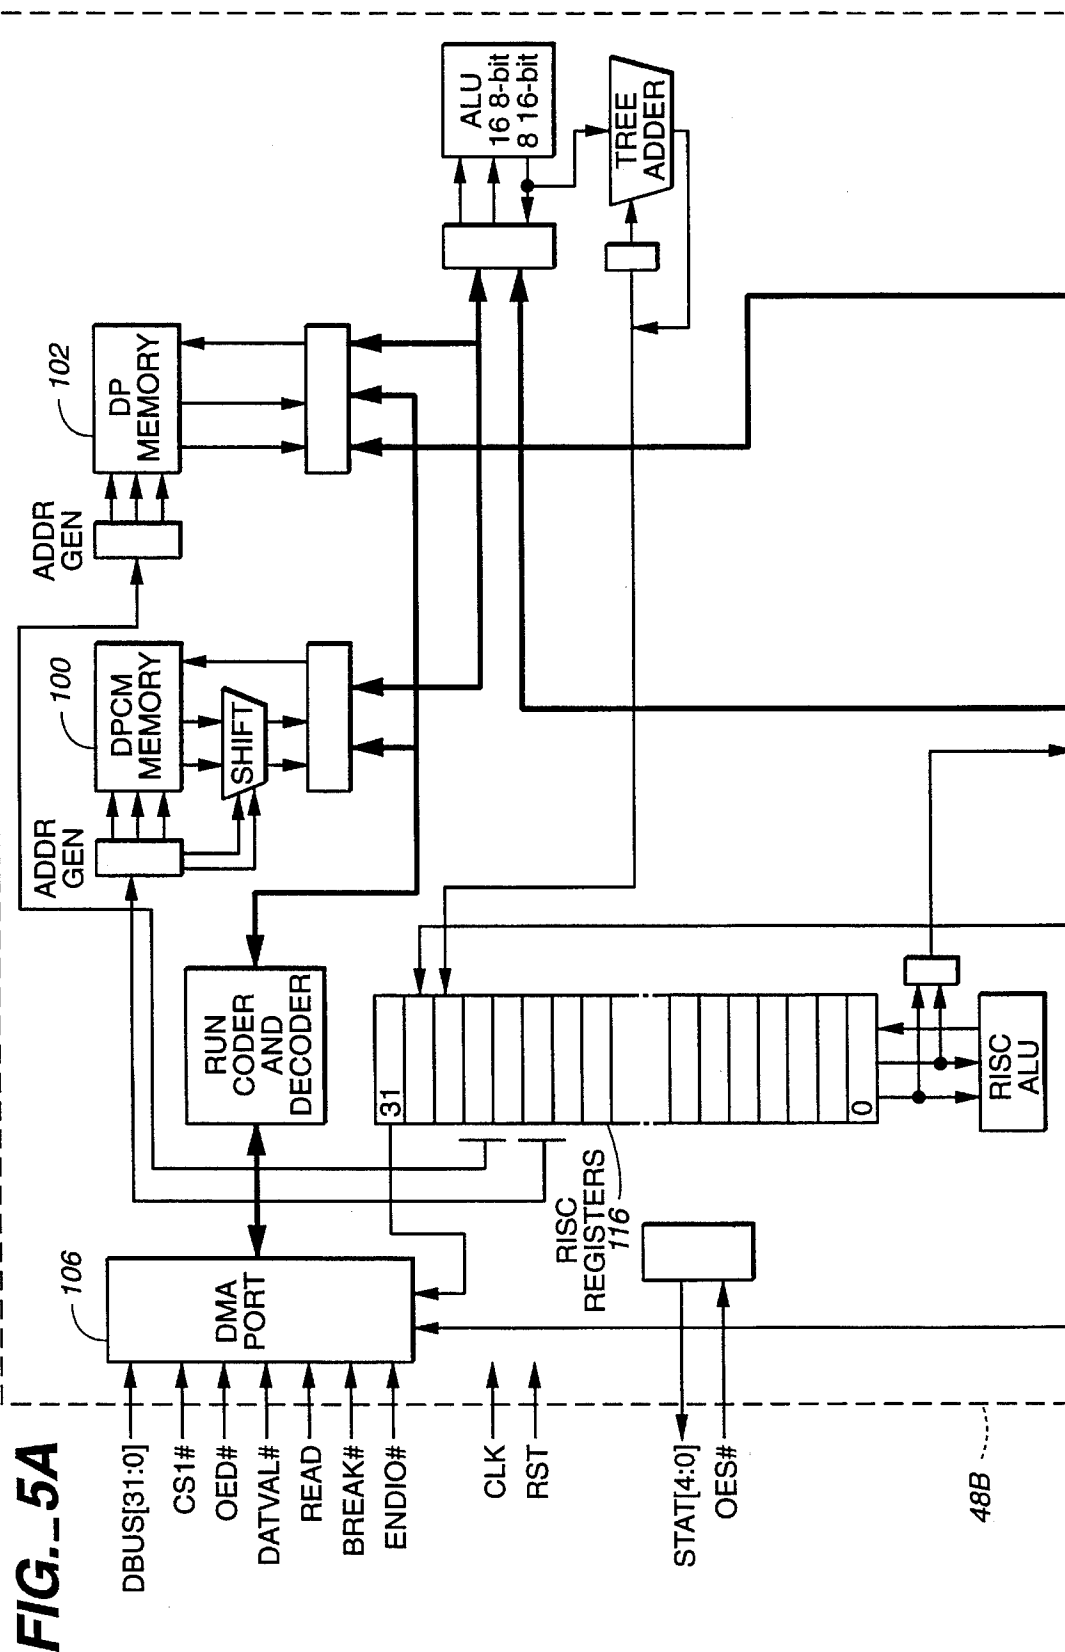 FIG._5A
DBUS[31:0]
CS1#
OED#
DATVAL#
READ
BREAK#
ENDIO#
CLK
RST
STAT[4:0]
OES#
48B
106
DMA
PORT
RUN
CODER
AND
DECODER
31
0
RISC
REGISTERS
116
RISC
ALU
ADDR
GEN
100
DPCM
MEMORY
SHIFT
ADDR
GEN
102
DP
MEMORY
ALU
16 8-bit
8 16-bit
TREE
ADDER